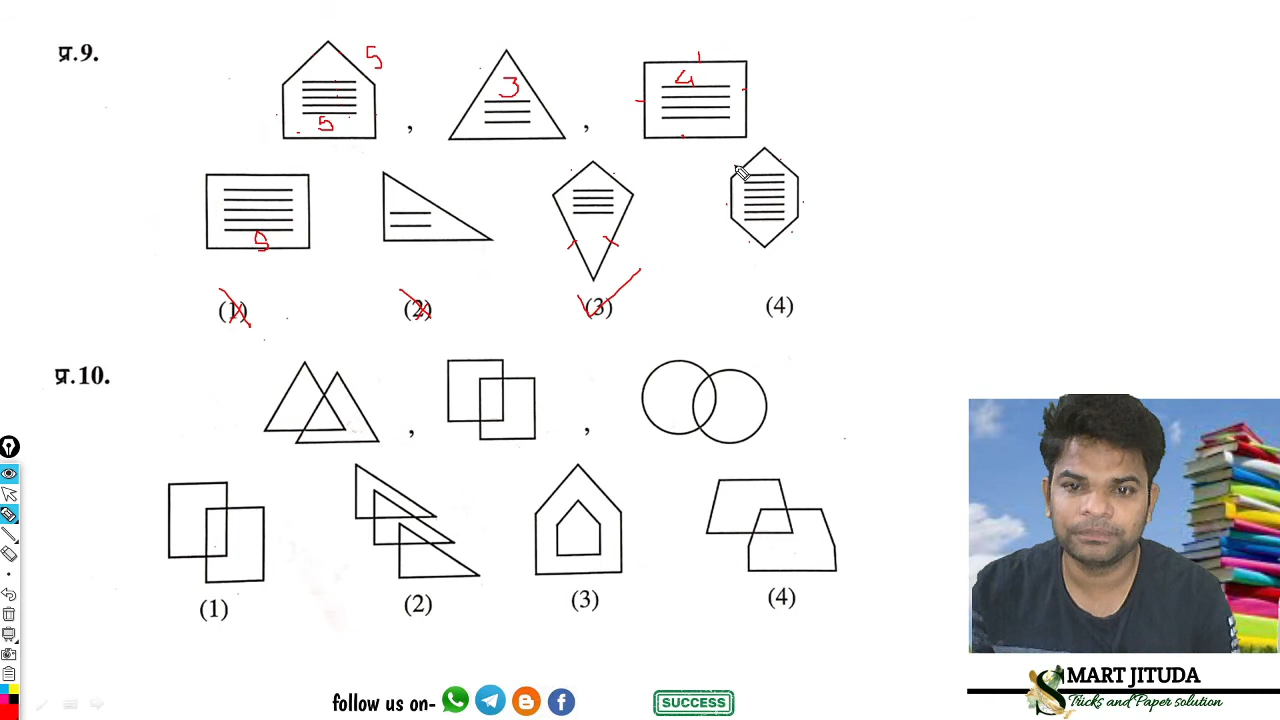 प्र.9.
5
3
4
5
,
,
5
(1)
(2)
(3)
(4)
प्र.10.
,
,
(1)
(2)
(3)
(4)
follow us on-
SUCCESS
SMART JITUDA
Tricks and Paper solution